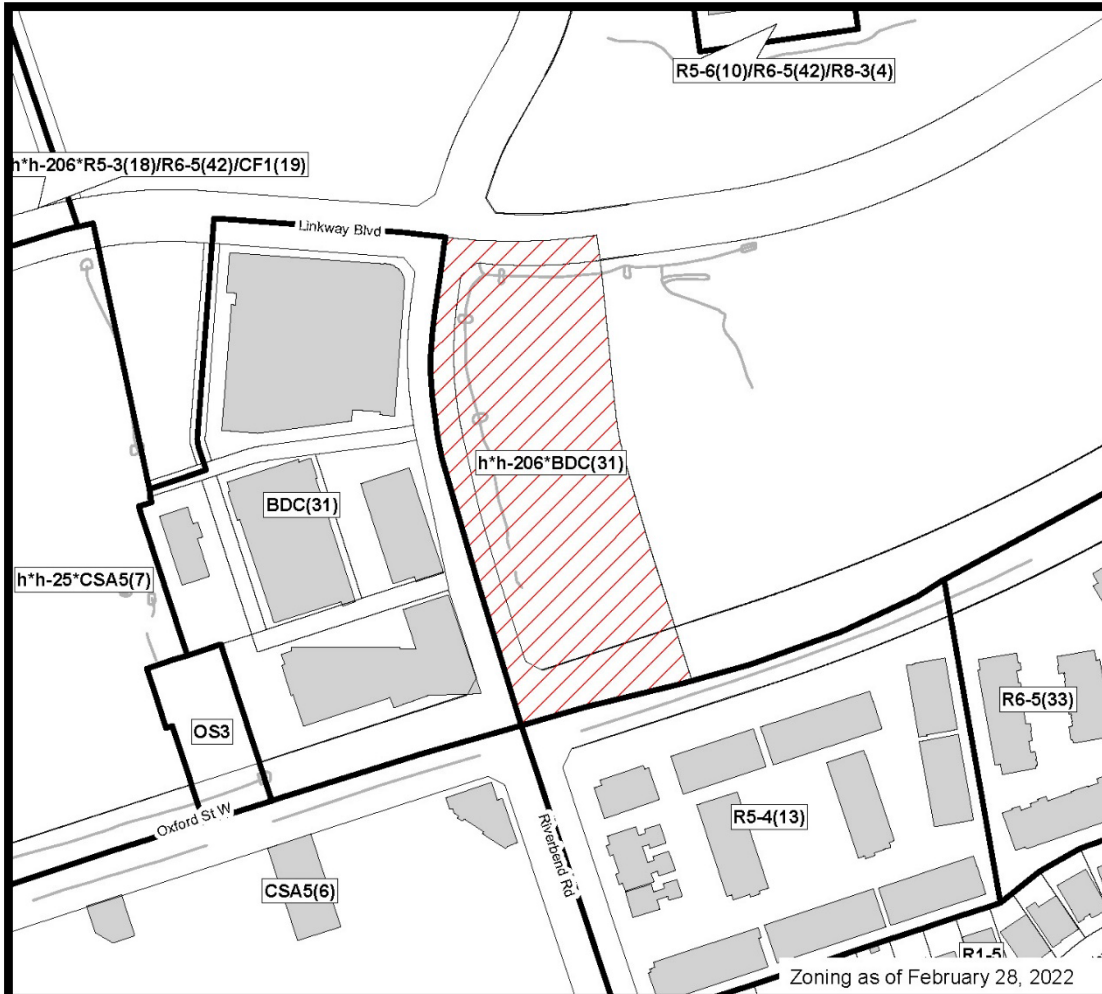 R5-6(10)/R6-5(42)/R8-3(4)
h*h-206*R5-3(18)/R6-5(42)/CF1(19)
Linkway Blvd
h*h-206*BDC(31)
BDC(31)
h*h-25*CSA5(7)
R6-5(33)
OS3
Oxford St W
R5-4(13)
Riverbend Rd
CSA5(6)
R1-5
Zoning as of February 28, 2022